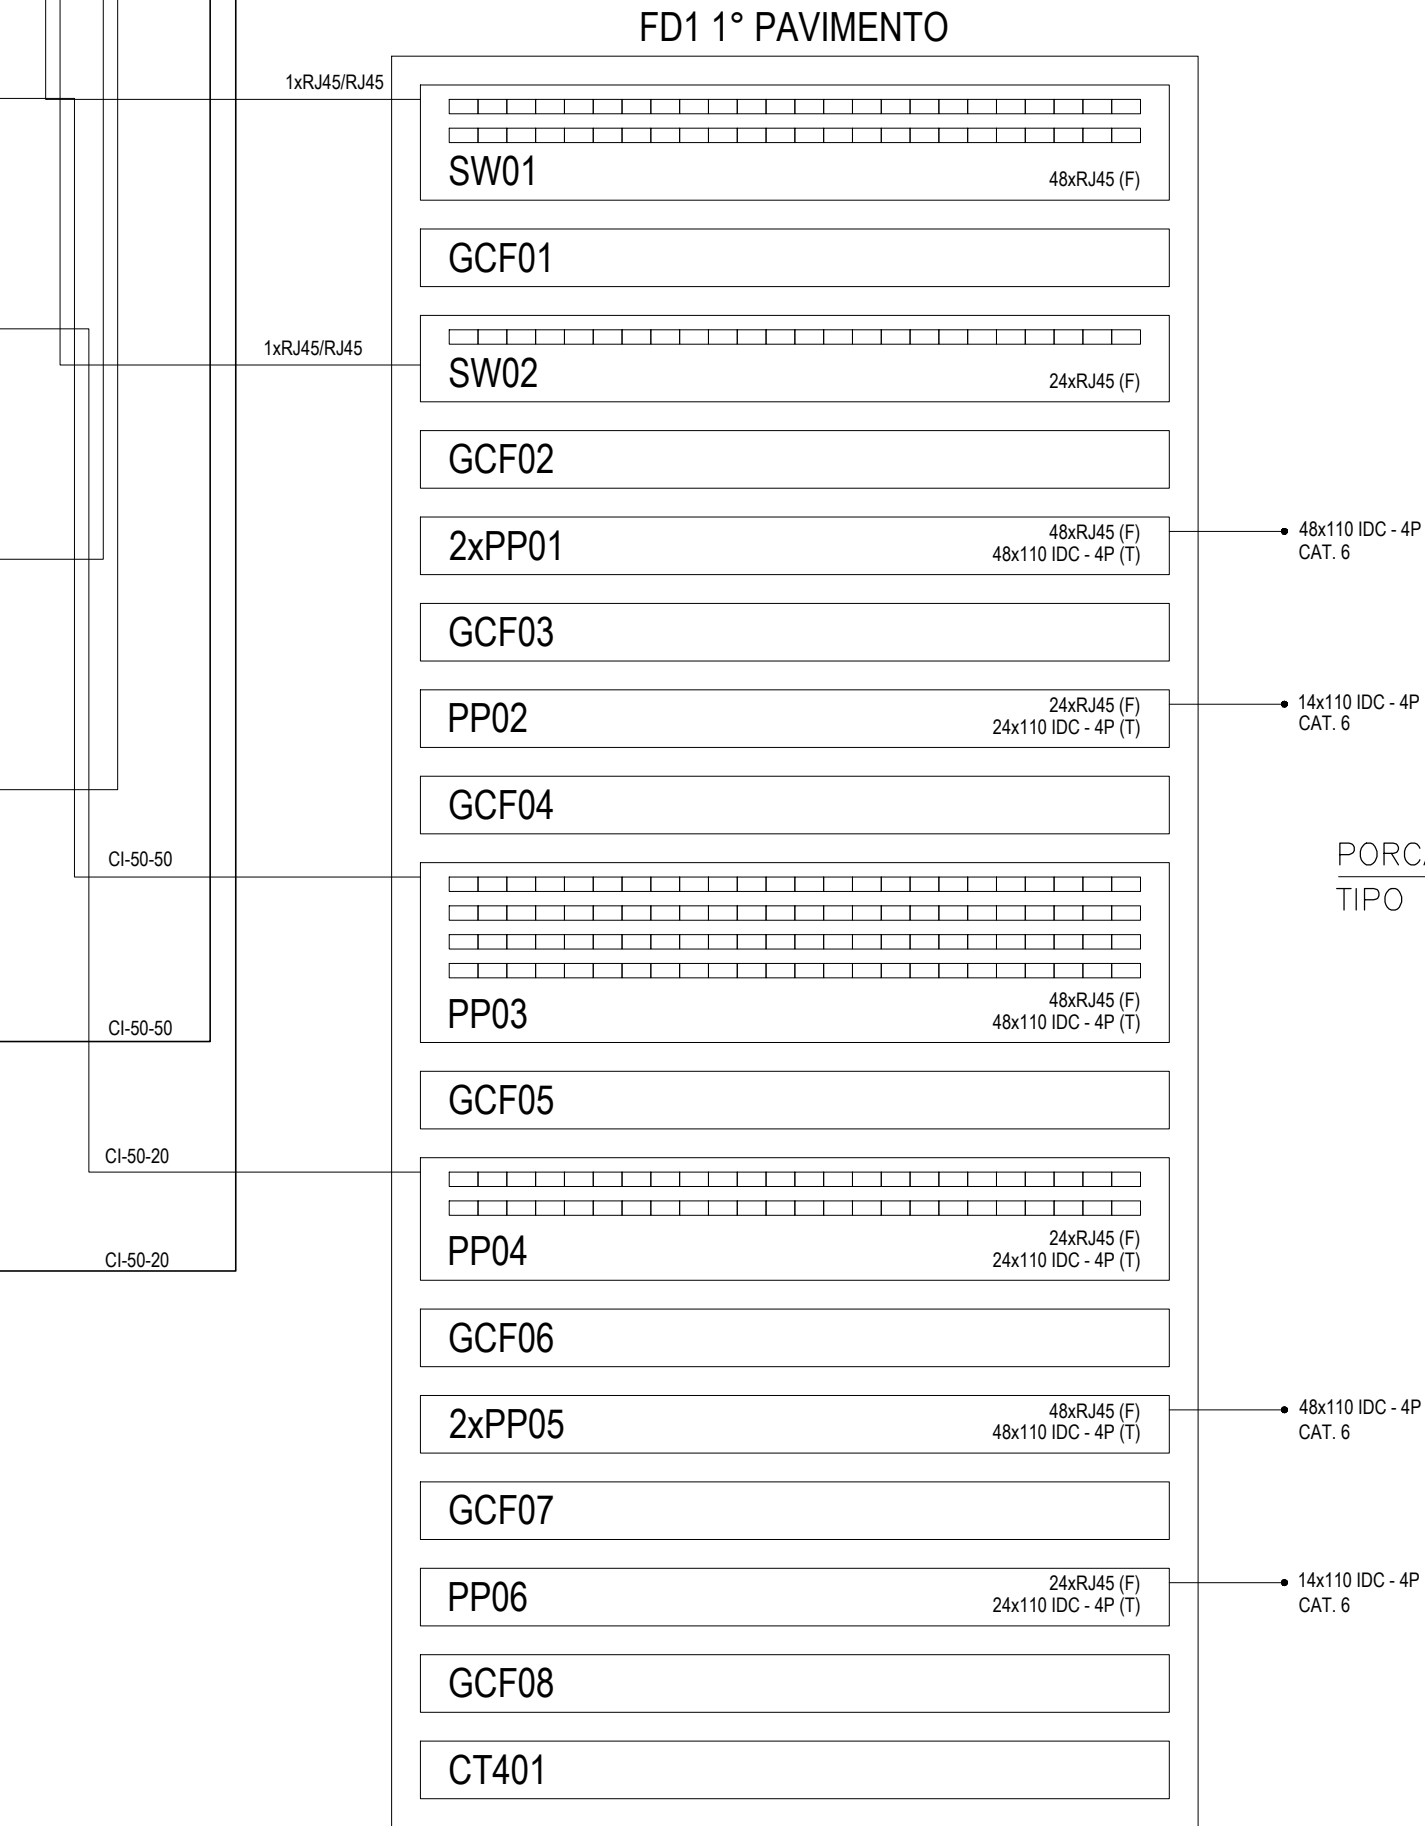 FD1 1° PAVIMENTO
1xRJ45/RJ45
SW01
48xRJ45 (F)
GCF01
1xRJ45/RJ45
SW02
24xRJ45 (F)
GCF02
2xPP01
48xRJ45 (F)
48x110 IDC - 4P (T)
48x110 IDC - 4P
CAT. 6
GCF03
PP02
24xRJ45 (F)
24x110 IDC - 4P (T)
14x110 IDC - 4P
CAT. 6
GCF04
TIPO
CI-50-50
PP03
48xRJ45 (F)
48x110 IDC - 4P (T)
CI-50-50
GCF05
CI-50-20
PP04
24xRJ45 (F)
24x110 IDC - 4P (T)
CI-50-20
GCF06
2xPP05
48xRJ45 (F)
48x110 IDC - 4P (T)
48x110 IDC - 4P
CAT. 6
GCF07
PP06
24xRJ45 (F)
24x110 IDC - 4P (T)
14x110 IDC - 4P
CAT. 6
GCF08
CT401